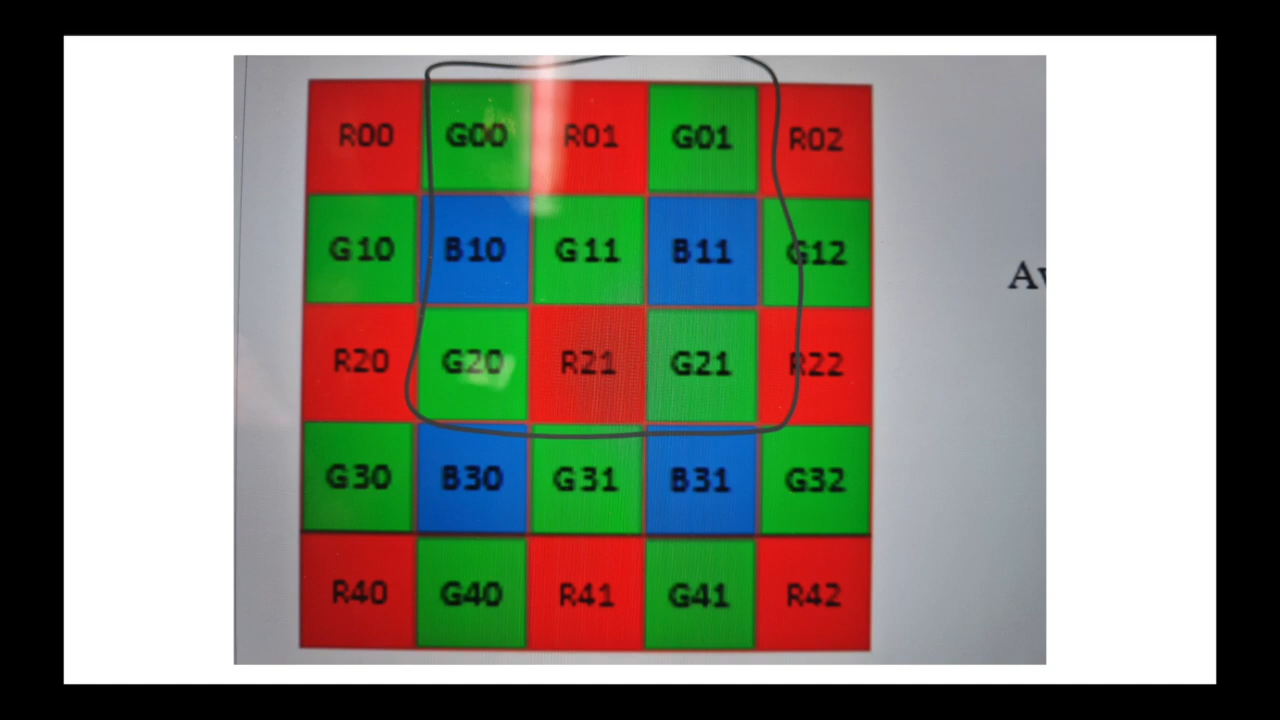 R00 G00 R01 G01 R02
G10 B10 G11 B11 G12
Av
R20 G20 R21 G21 R22
G30 B30 G31 B31 G32
R40 G40 R41 G41 R42